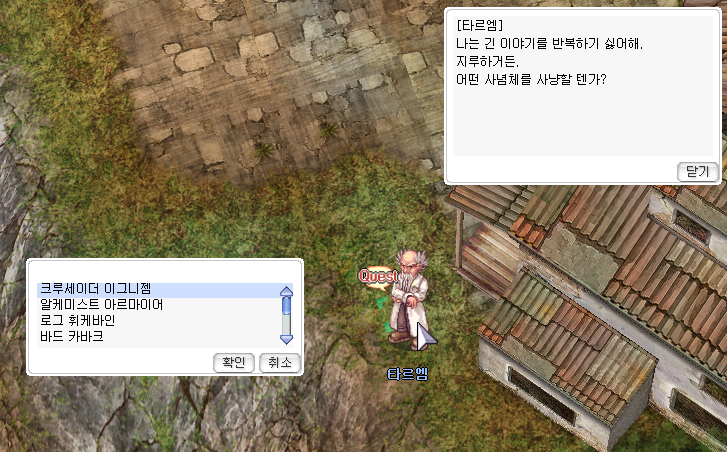 [타르엠]
나는 긴 이야기를 반복하기 싫어해.
지루하거든.
어떤 사념체를 사냥할 텐가?
닫기
Quest
크루세이더 이그니젬
알케미스트 아르마이어
로그 휘케바인
바드 카바크
확인 취소
타르엠